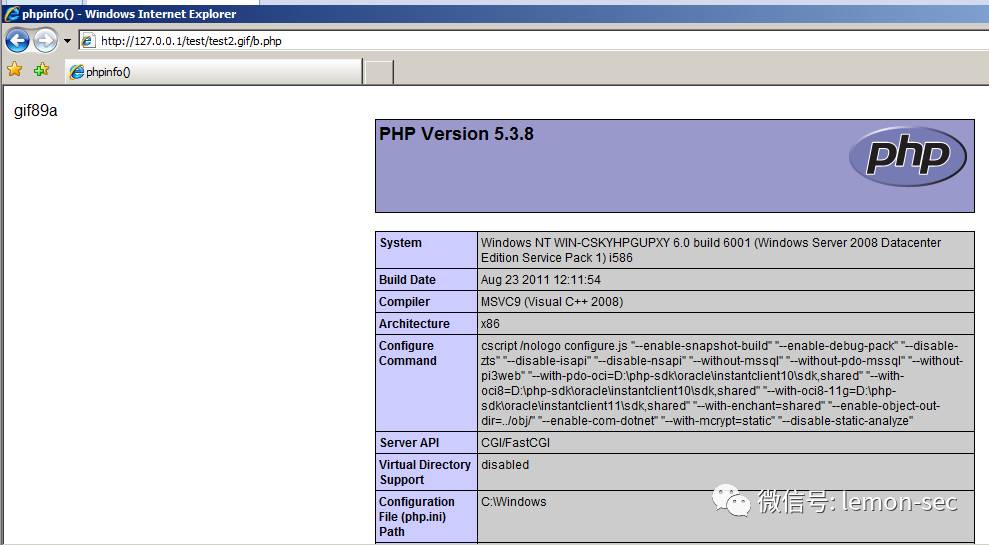 phpinfo() - Windows Internet Explorer
http://127.0.0.1/test/test2.gif/b.php
phpinfo()
gif89a
PHP Version 5.3.8
php
System
Windows NT WIN-CSKYHPGUPXY 6.0 build 6001 (Windows Server 2008 Datacenter
Edition Service Pack 1) i586
Build Date
Aug 23 2011 12:11:54
Compiler
MSVC9 (Visual C++ 2008)
Architecture
x86
Configure
Command
cscript /nologo configure.js "--enable-snapshot-build" "--enable-debug-pack" "--disable-
zts" "--disable-isapi" "--disable-nsapi" "--without-mssql" "--without-pdo-mssql" "--without-
pi3web" "--with-pdo-oci=D:\php-sdk\oracle\instantclient10\sdk,shared" "--with-
oci8=D:\php-sdk\oracle\instantclient10\sdk,shared" "--with-oci8-11g=D:\php-
sdk\oracle\instantclient11\sdk,shared" "--with-enchant=shared" "--enable-object-out-
dir=../obj/" "--enable-com-dotnet" "--with-mcrypt=static" "--disable-static-analyze"
Server API
CGI/FastCGI
Virtual Directory
Support
disabled
Configuration
File (php.ini)
Path
C:\Windows
微信号: lemon-sec